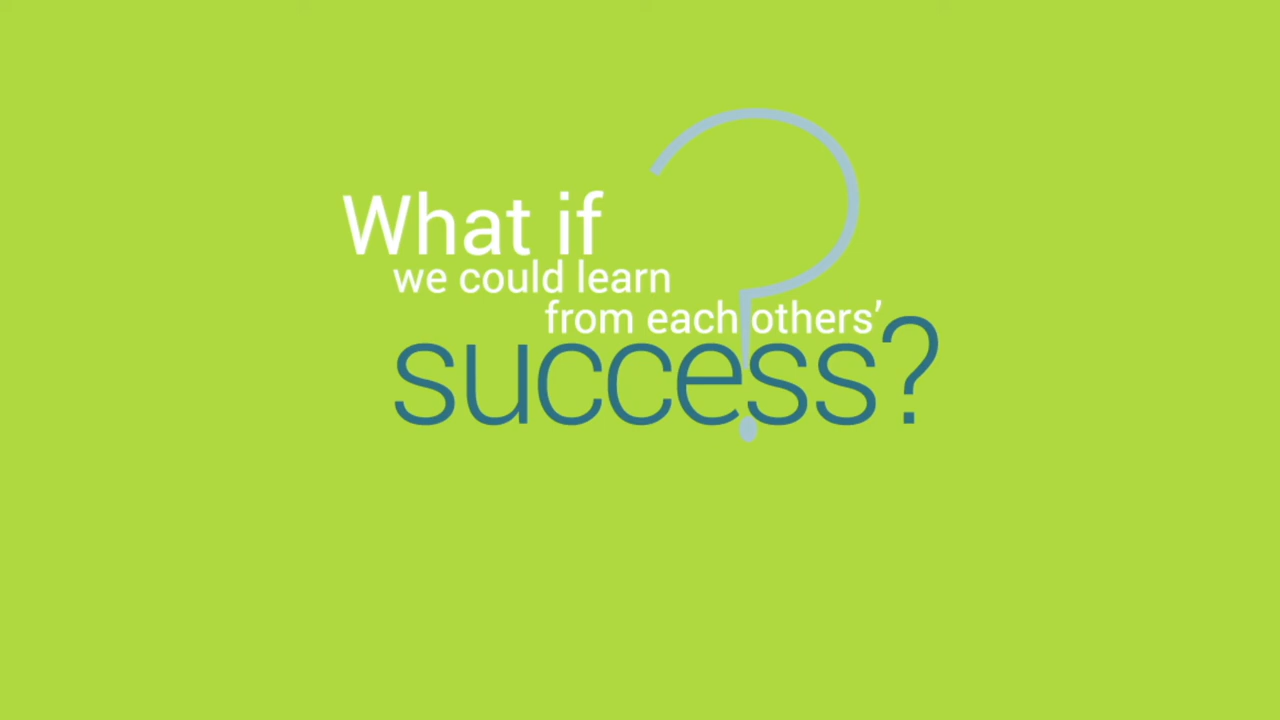 What if
we could learn
from each others’
success?